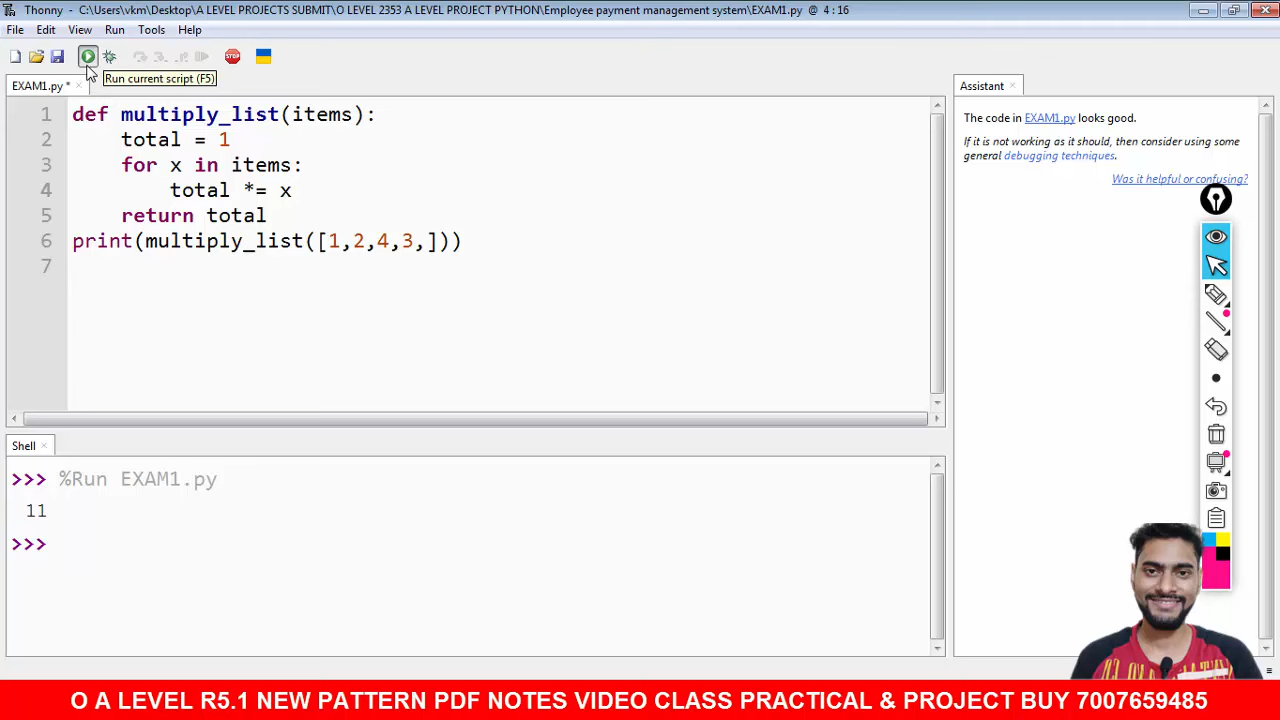 Thonny - C:\Users\vkm\Desktop\A LEVEL PROJECTS SUBMIT\O LEVEL 2353 A LEVEL PROJECT PYTHON\Employee payment management system\EXAM1.py @ 4 : 16
File Edit View Run Tools Help
STOP
EXAM1.py * ×
Run current script (F5)
Assistant ×
1 def multiply_list(items):
2     total = 1
3     for x in items:
4         total *= x
5     return total
6 print(multiply_list([1,2,4,3,]))
7
The code in EXAM1.py looks good.
If it is not working as it should, then consider using some
general debugging techniques.
Was it helpful or confusing?
Shell ×
>>> %Run EXAM1.py
11
>>>
O A LEVEL R5.1 NEW PATTERN PDF NOTES VIDEO CLASS PRACTICAL & PROJECT BUY 7007659485